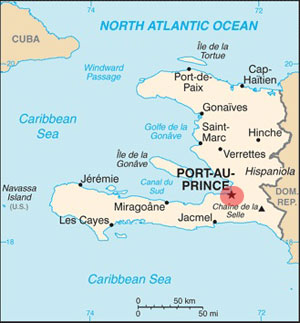 74
72
NORTH ATLANTIC OCEAN
CUBA
Île de la
Tortue
Windward
Passage
Port-de-
Paix
Cap-
Haïtien
20
Gonaïves
Caribbean
Sea
Golfe de la
Gonâve
Saint-
Marc
Hinche
Verrettes
Île de la
Gonâve
Hispaniola
PORT-AU-
PRINCE
Navassa
Island
(U.S.)
Jérémie
Canal du
Sud
DOM.
REP.
Miragoâne
Chaîne de la
Selle
Les Cayes
Jacmel
18
18
Caribbean Sea
0
50 km
0
50 mi
74
72